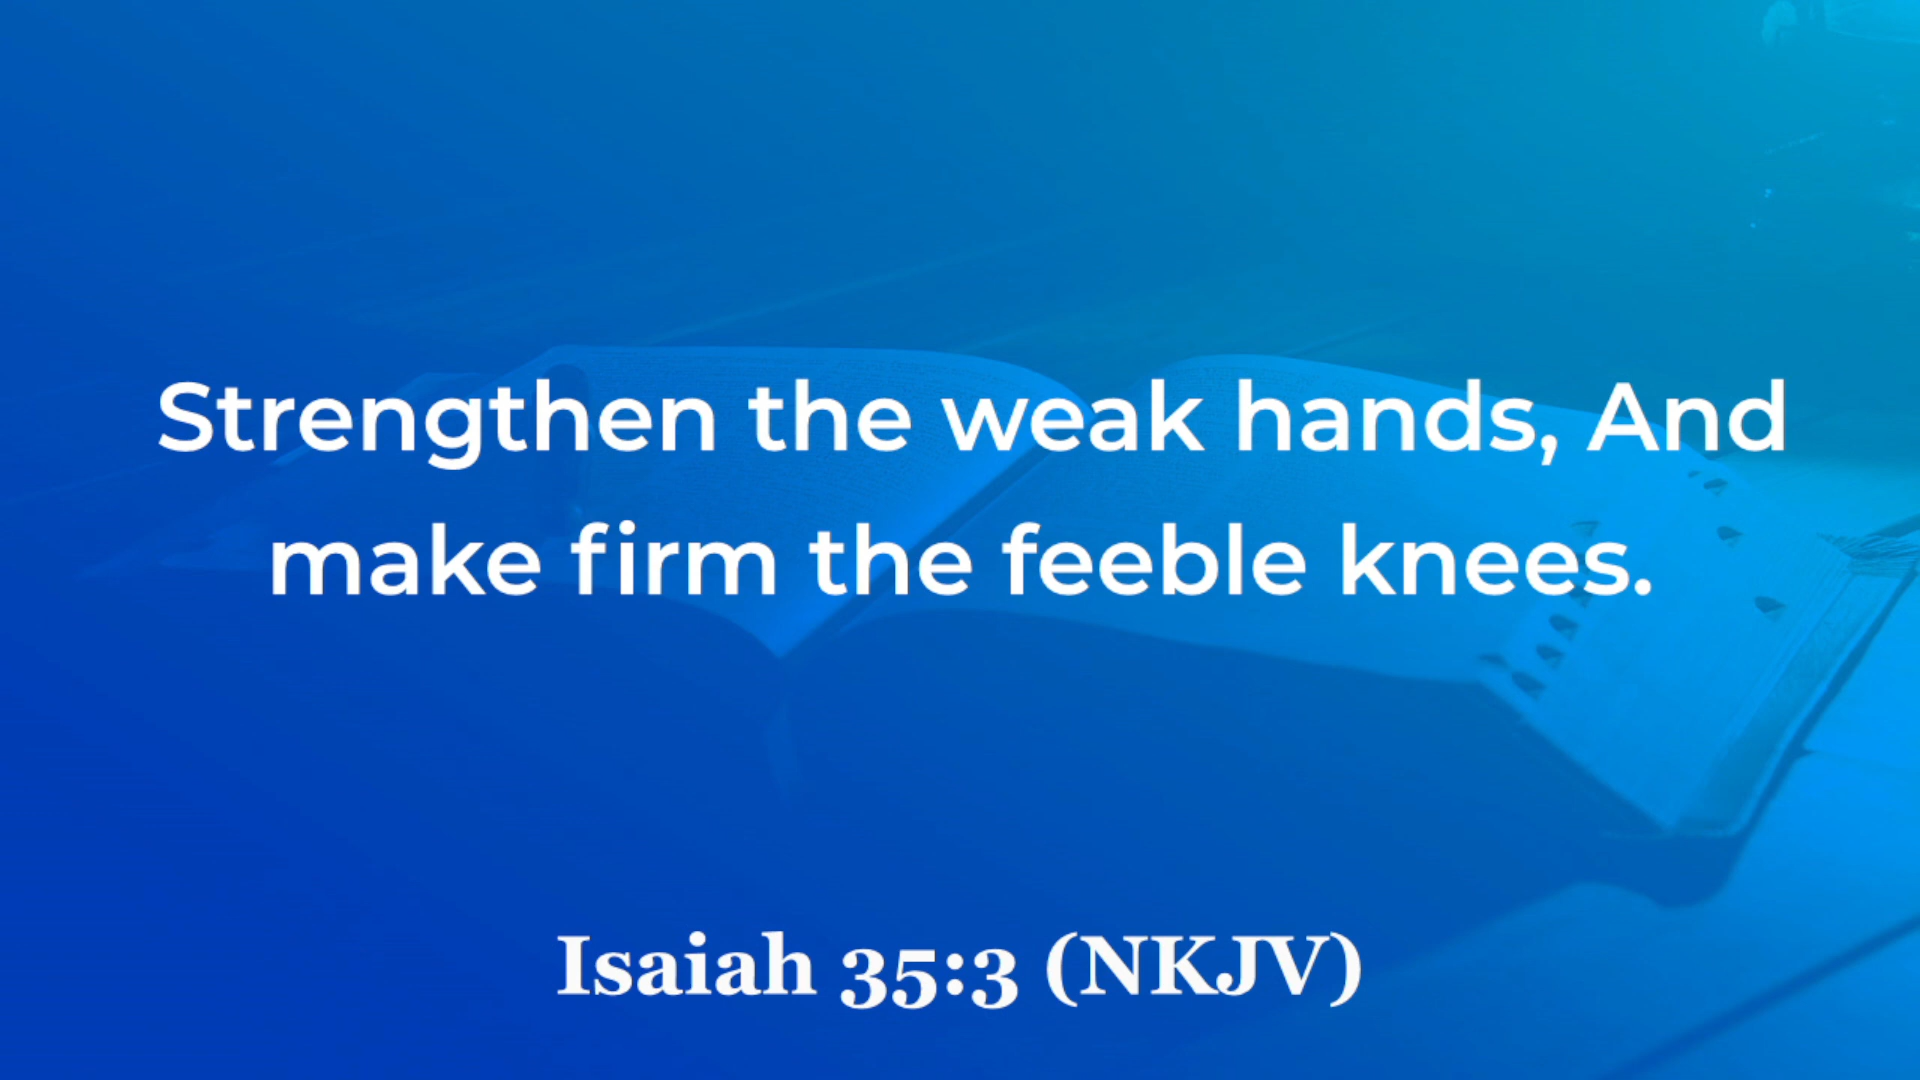 Strengthen the weak hands, And
make firm the feeble knees.
Isaiah 35:3 (NKJV)